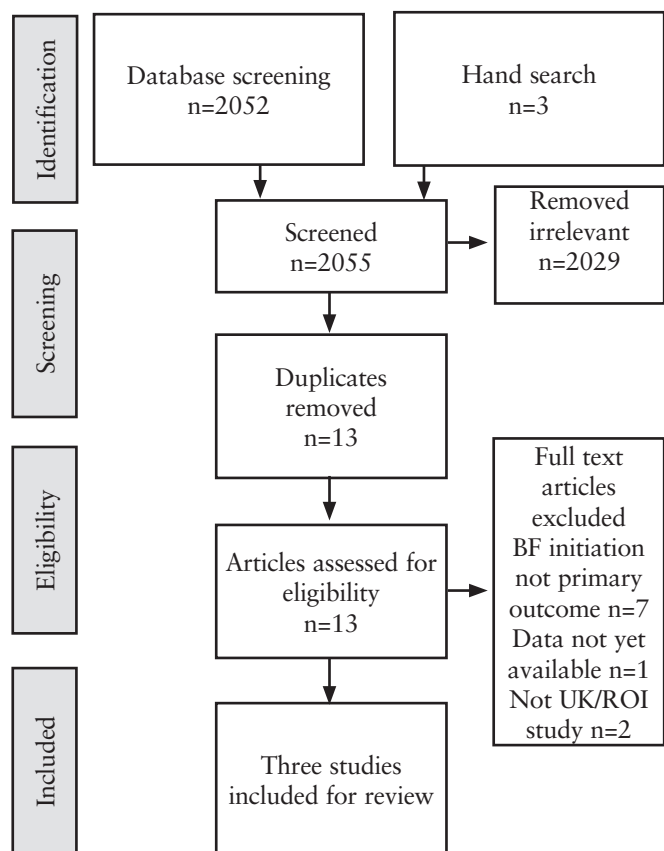 Identification
Database screening
n=2052
Hand search
n=3
Screening
Screened
n=2055
Removed
irrelevant
n=2029
Duplicates
removed
n=13
Eligibility
Articles assessed for
eligibility
n=13
Full text
articles
excluded
BF initiation
not primary
outcome n=7
Data not yet
available n=1
Not UK/ROI
study n=2
Included
Three studies
included for review